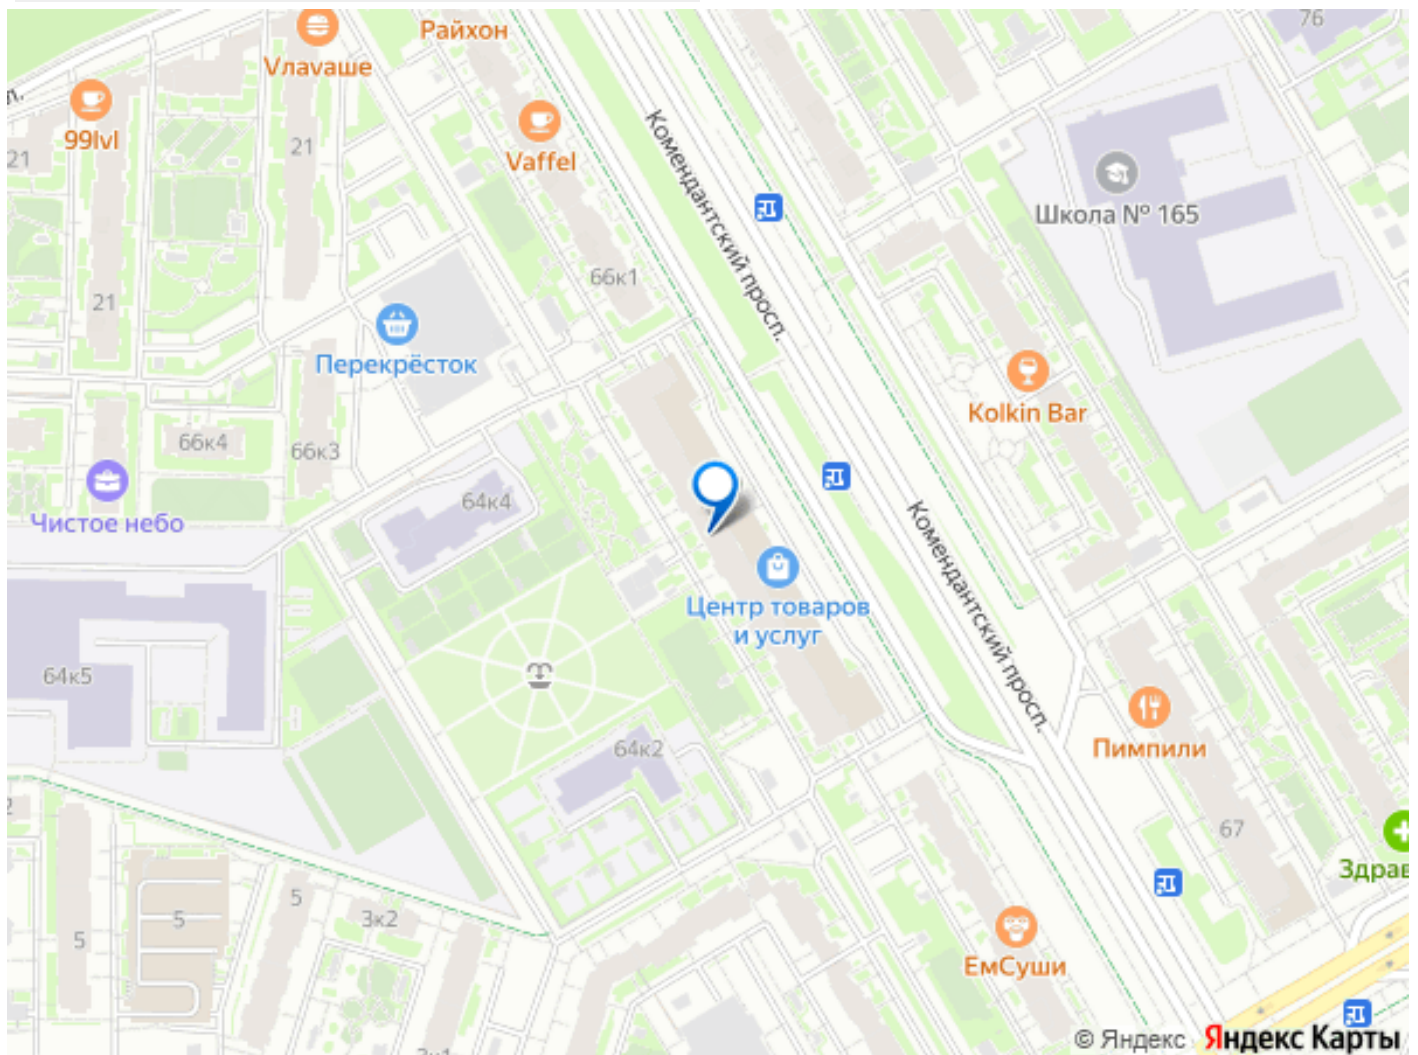 76
Райхон
Vлаvаше
99lvl
21
21
Vaffel
Комендантский просп.
Школа № 165
66к1
21
Перекрёсток
Kolkin Bar
66к4
66к3
64к4
Чистое небо
Комендантский просп.
Центр товаров
и услуг
64к5
64к2
Пимпили
67
Здрав
5
3к2
5
5
ЕмСуши
3к1
© Яндекс Яндекс Карты